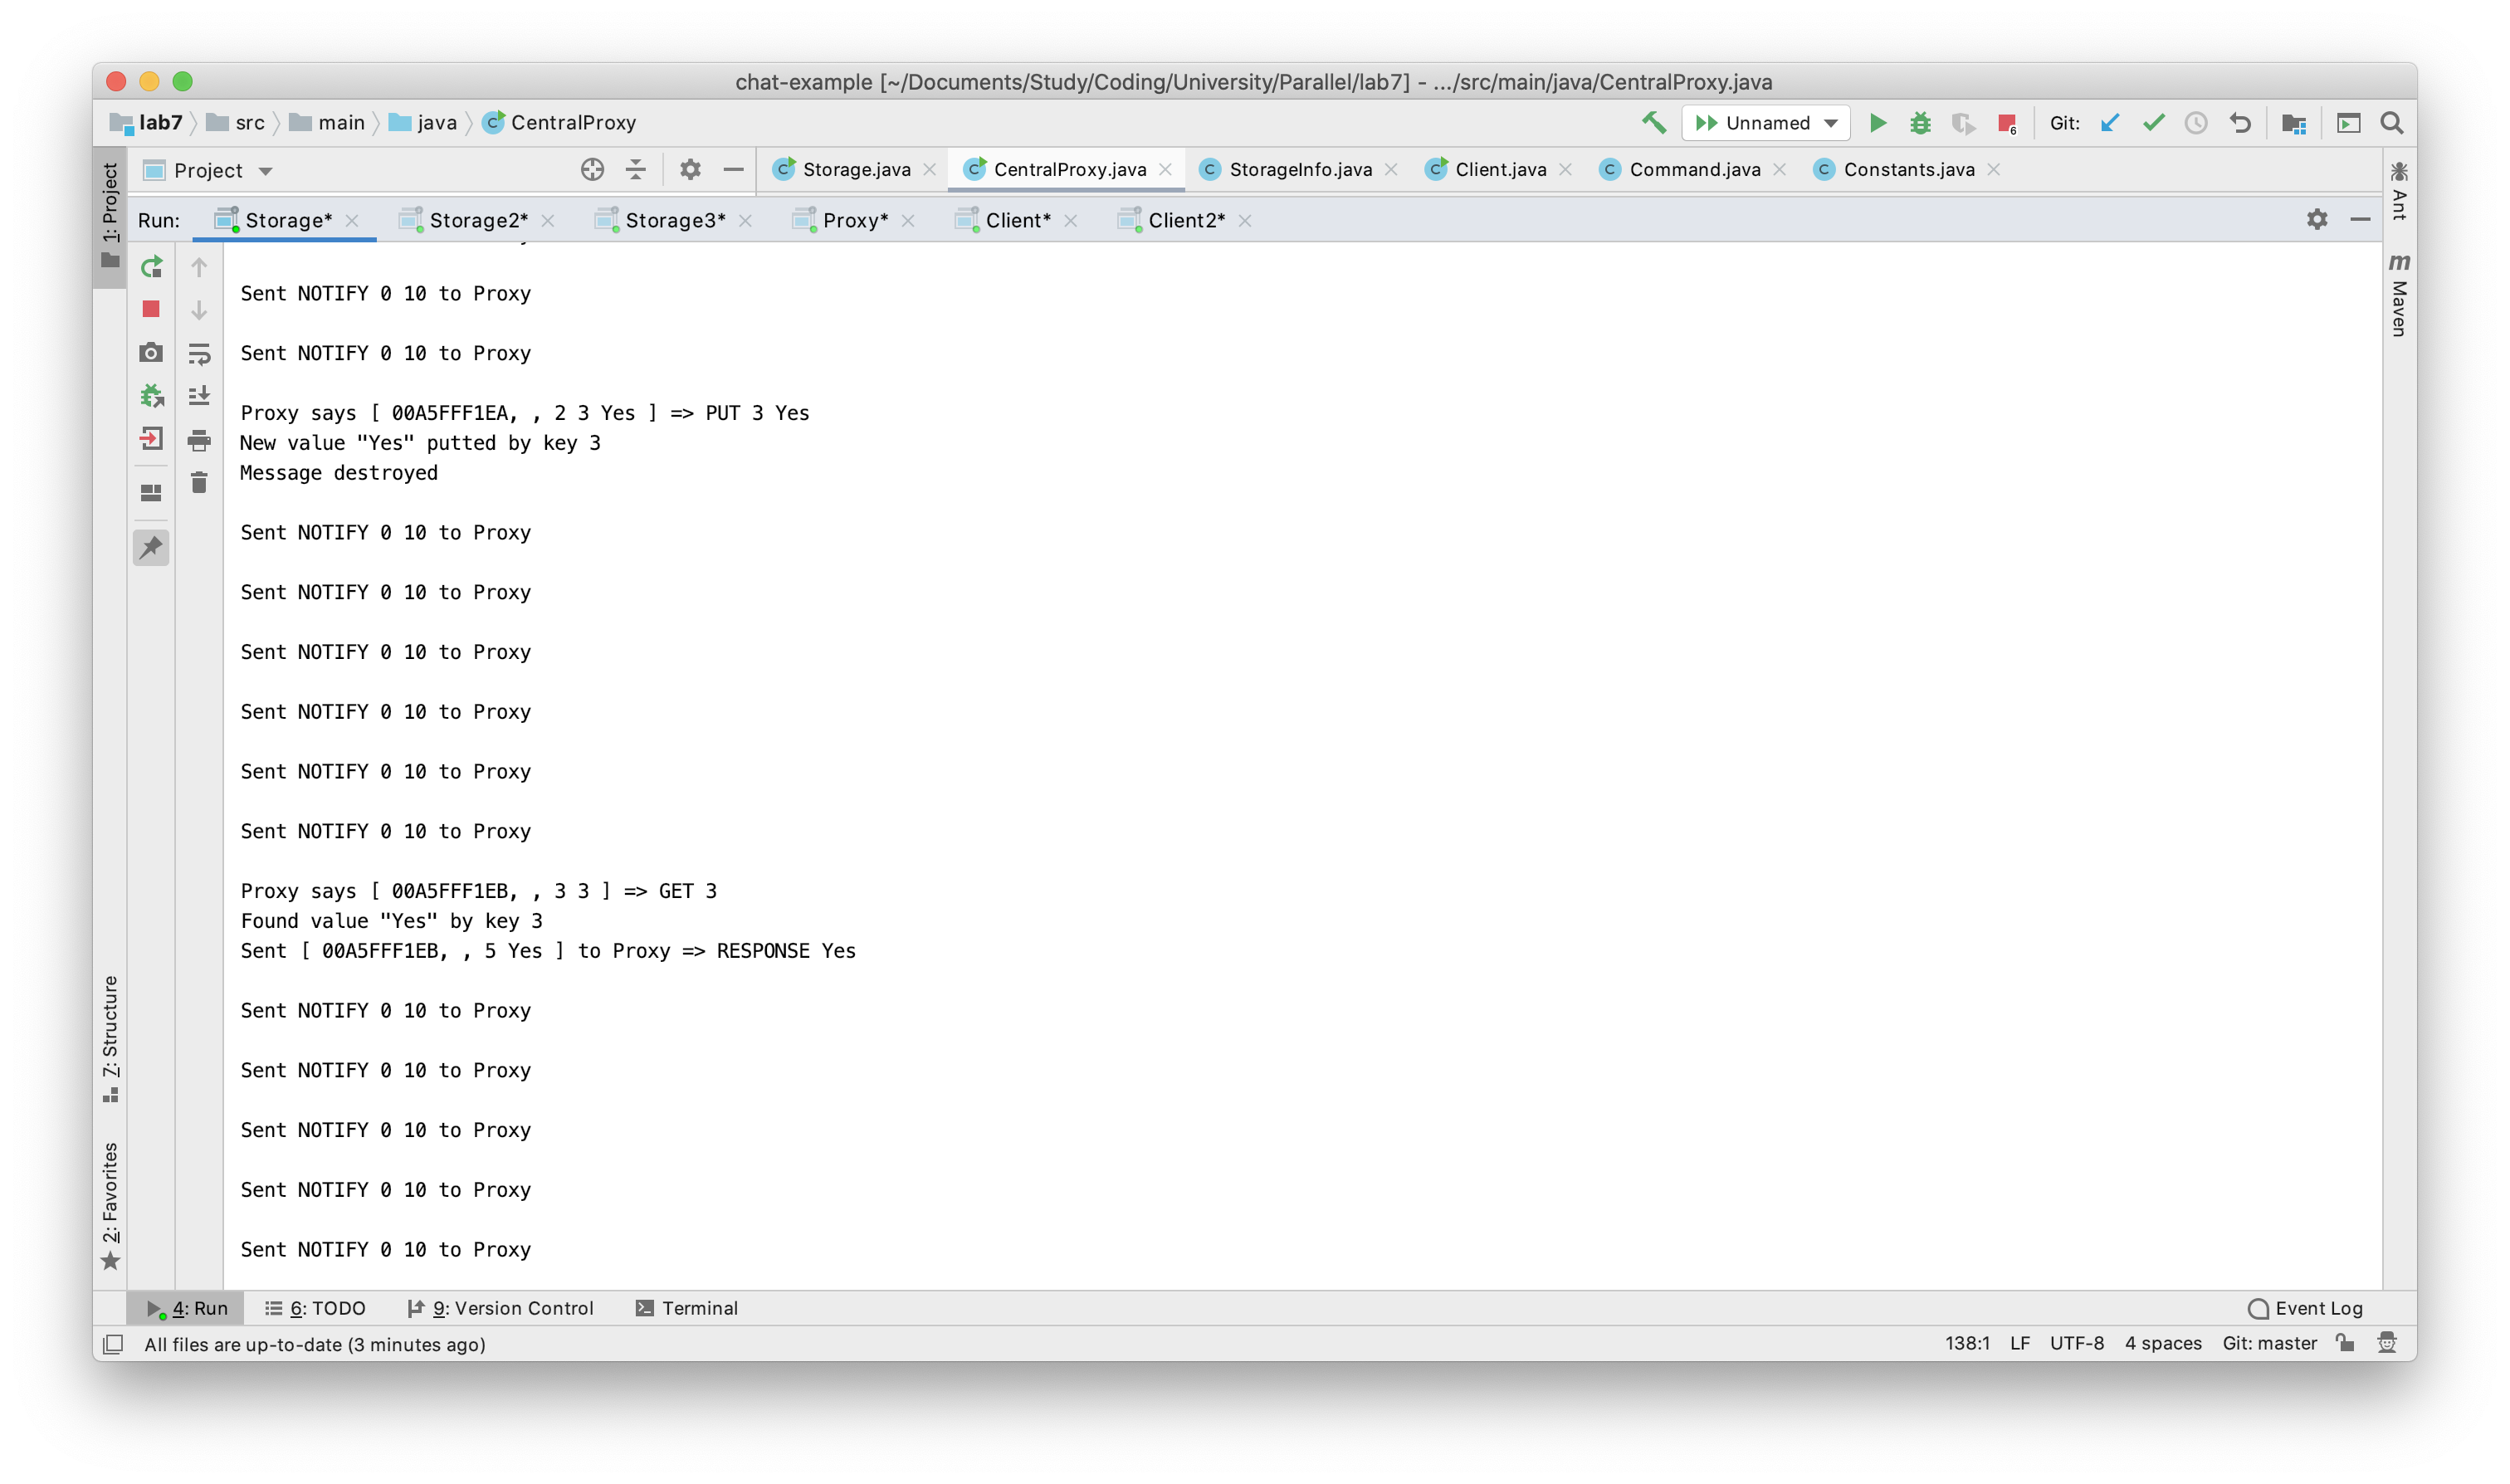 chat-example [~/Documents/Study/Coding/University/Parallel/lab7] - .../src/main/java/CentralProxy.java
lab7 src main java CentralProxy
Unnamed
6
Git:
Project
Storage.java
CentralProxy.java
StorageInfo.java
Client.java
Command.java
Constants.java
Run:
Storage*
Storage2*
Storage3*
Proxy*
Client*
Client2*
1: Project
7: Structure
2: Favorites
Ant
m Maven
Sent NOTIFY 0 10 to Proxy
Sent NOTIFY 0 10 to Proxy
Proxy says [ 00A5FFF1EA, , 2 3 Yes ] => PUT 3 Yes
New value "Yes" putted by key 3
Message destroyed
Sent NOTIFY 0 10 to Proxy
Sent NOTIFY 0 10 to Proxy
Sent NOTIFY 0 10 to Proxy
Sent NOTIFY 0 10 to Proxy
Sent NOTIFY 0 10 to Proxy
Sent NOTIFY 0 10 to Proxy
Proxy says [ 00A5FFF1EB, , 3 3 ] => GET 3
Found value "Yes" by key 3
Sent [ 00A5FFF1EB, , 5 Yes ] to Proxy => RESPONSE Yes
Sent NOTIFY 0 10 to Proxy
Sent NOTIFY 0 10 to Proxy
Sent NOTIFY 0 10 to Proxy
Sent NOTIFY 0 10 to Proxy
Sent NOTIFY 0 10 to Proxy
4: Run
6: TODO
9: Version Control
Terminal
Event Log
All files are up-to-date (3 minutes ago)
138:1 LF UTF-8 4 spaces Git: master